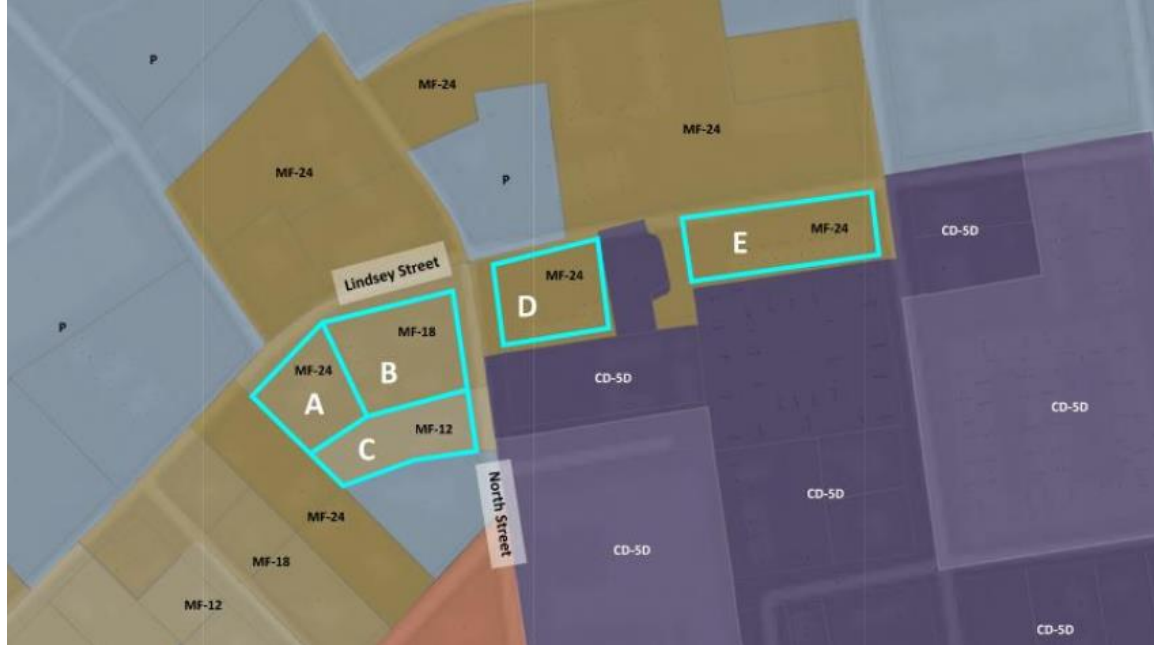 P
MF-24
MF-24
MF-24
P
CD-5D
E
MF-24
Lindsey Street
MF-24
D
MF-18
P
MF-24
B
A
CD-5D
CD-5D
MF-12
C
North Street
MF-24
CD-5D
CD-5D
MF-18
MF-12
CD-5D